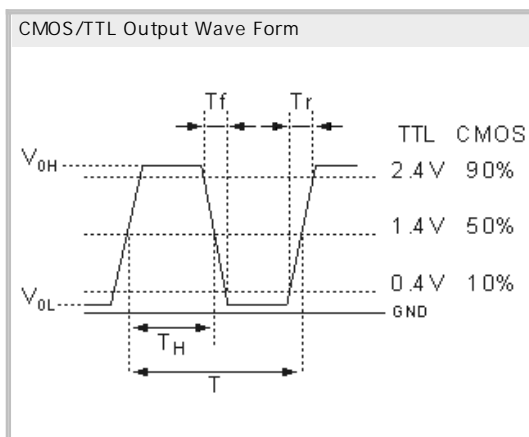 CMOS/TTL Output Wave Form
Tf Tr
TTL CMOS
V0H 2.4V 90%
1.4V 50%
0.4V 10%
V0L
GND
TH
T